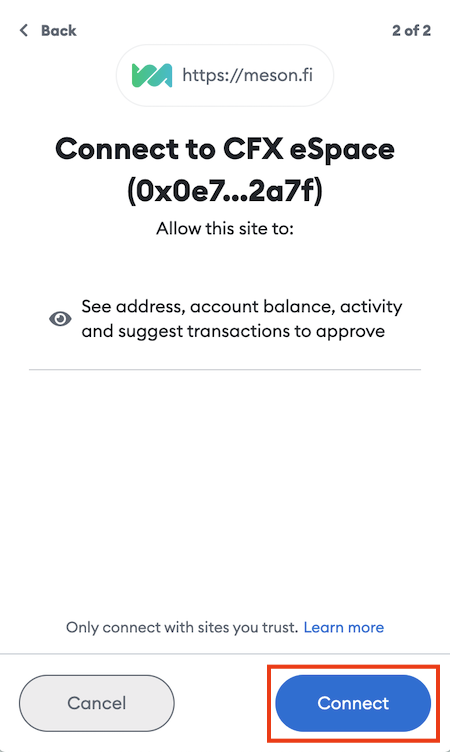 Back
2 of 2
https://meson.fi
Connect to CFX eSpace
(0x0e7...2a7f)
Allow this site to:
See address, account balance, activity
and suggest transactions to approve
Only connect with sites you trust. Learn more
Cancel
Connect